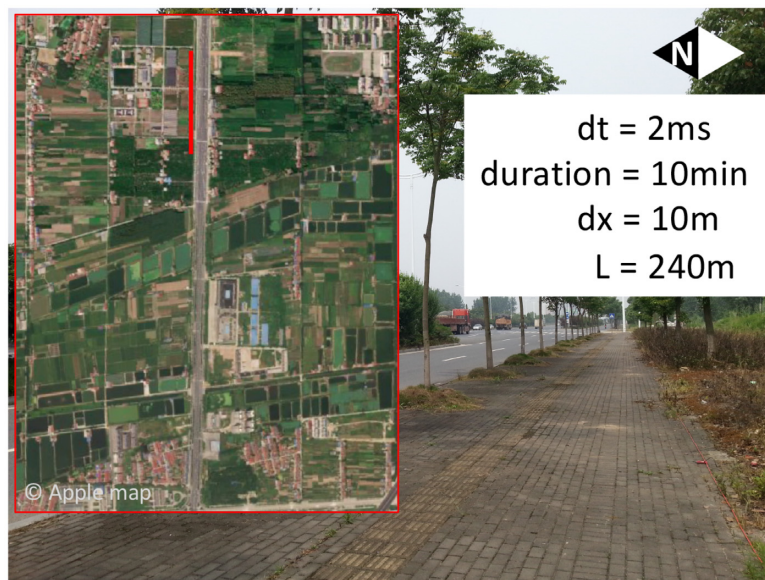 N
dt = 2ms
duration = 10min
dx = 10m
L = 240m
© Apple map